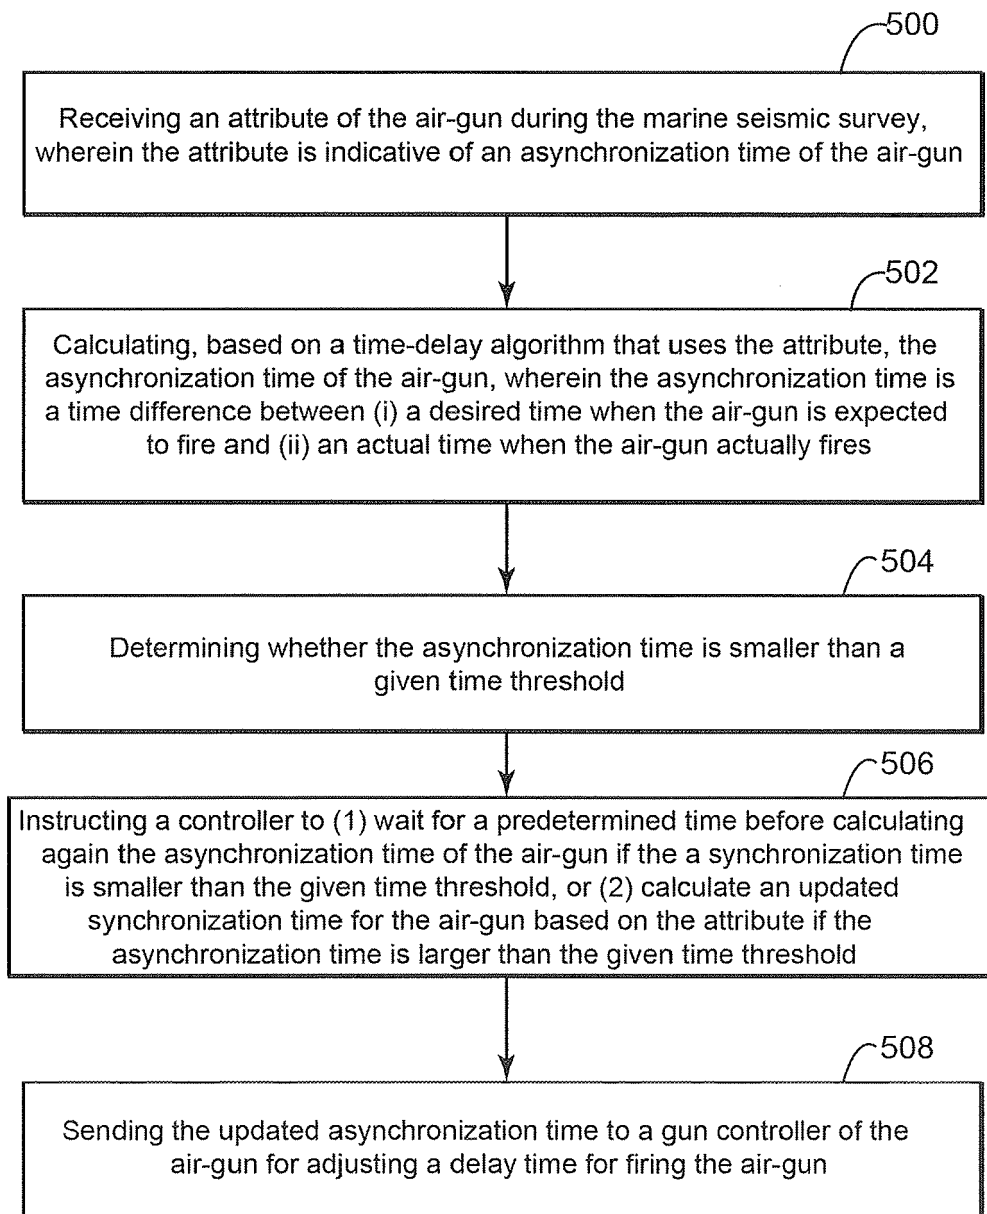 500
Receiving an attribute of the air-gun during the marine seismic survey,
wherein the attribute is indicative of an asynchronization time of the air-gun
502
Calculating, based on a time-delay algorithm that uses the attribute, the
asynchronization time of the air-gun, wherein the asynchronization time is
a time difference between (i) a desired time when the air-gun is expected
to fire and (ii) an actual time when the air-gun actually fires
504
Determining whether the asynchronization time is smaller than a
given time threshold
506
Instructing a controller to (1) wait for a predetermined time before calculating
again the asynchronization time of the air-gun if the a synchronization time
is smaller than the given time threshold, or (2) calculate an updated
synchronization time for the air-gun based on the attribute if the
asynchronization time is larger than the given time threshold
508
Sending the updated asynchronization time to a gun controller of the
air-gun for adjusting a delay time for firing the air-gun